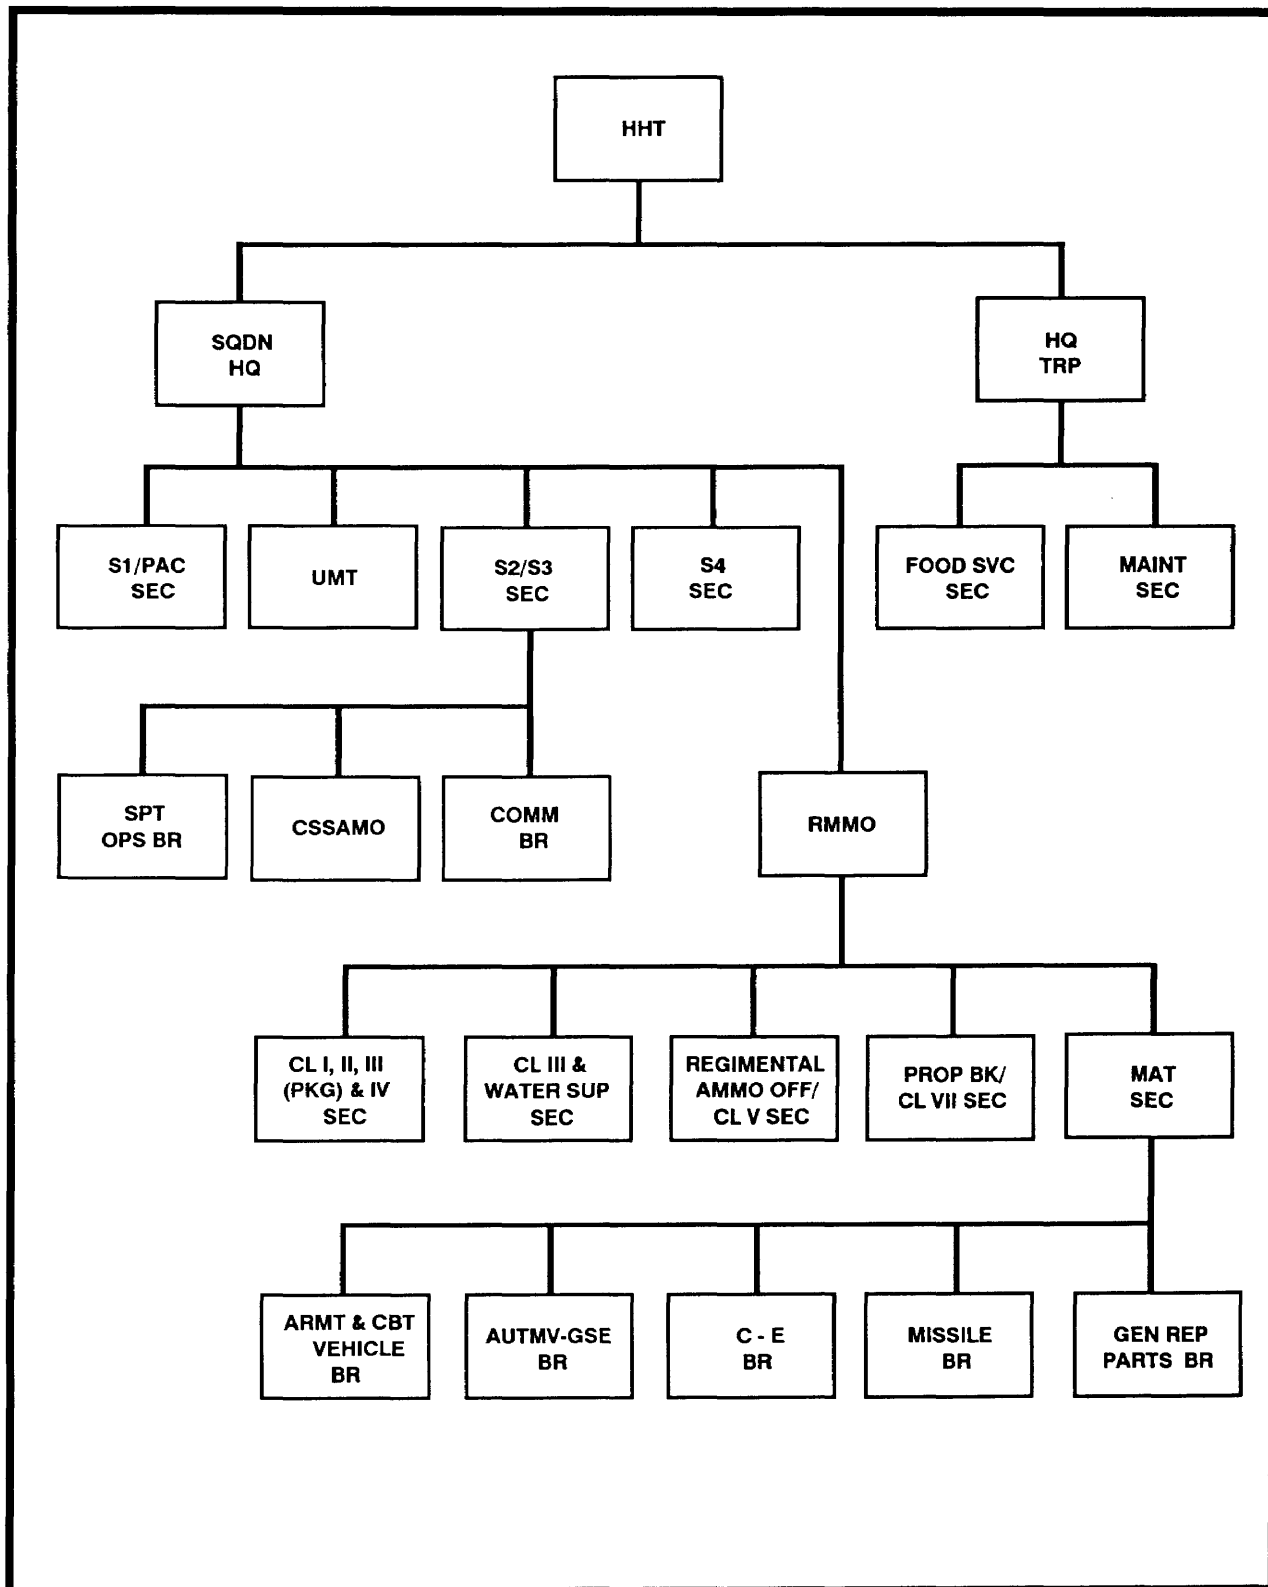 HHT
SQDN
HQ
HQ
TRP
S1/PAC
SEC
UMT
S2/S3
SEC
S4
SEC
FOOD SVC
SEC
MAINT
SEC
SPT
OPS BR
CSSAMO
COMM
BR
RMMO
CL I, II, III
(PKG) & IV
SEC
CL III &
WATER SUP
SEC
REGIMENTAL
AMMO OFF/
CL V SEC
PROP BK/
CL VII SEC
MAT
SEC
ARMT & CBT
VEHICLE
BR
AUTMV-GSE
BR
C - E
BR
MISSILE
BR
GEN REP
PARTS BR